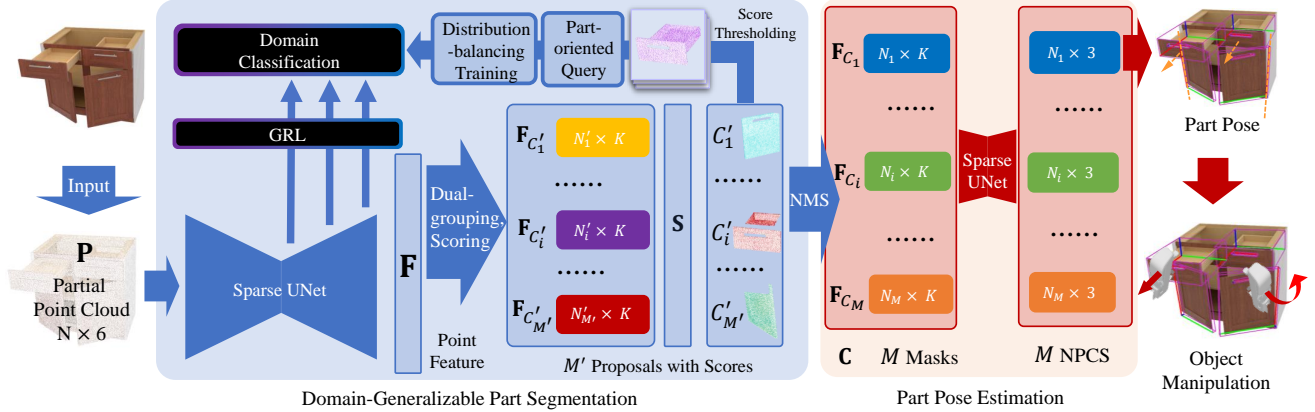 Input
P
Partial
Point Cloud
N × 6
Domain
Classification
GRL
Sparse UNet
F
Point
Feature
Distribution
-balancing
Training
Part-
oriented
Query
Score
Thresholding
Dual-
grouping,
Scoring
F_{C'_1} N'_1 × K
......
F_{C'_i} N'_i × K
......
F_{C'_{M'}} N'_{M'} × K
S
C'_1
......
C'_i
......
C'_{M'}
M' Proposals with Scores
Domain-Generalizable Part Segmentation
NMS
F_{C_1} N_1 × K
......
F_{C_i} N_i × K
......
F_{C_M} N_M × K
C M Masks
Sparse
UNet
N_1 × 3
......
N_i × 3
......
N_M × 3
M NPCS
Part Pose Estimation
Part Pose
Object
Manipulation